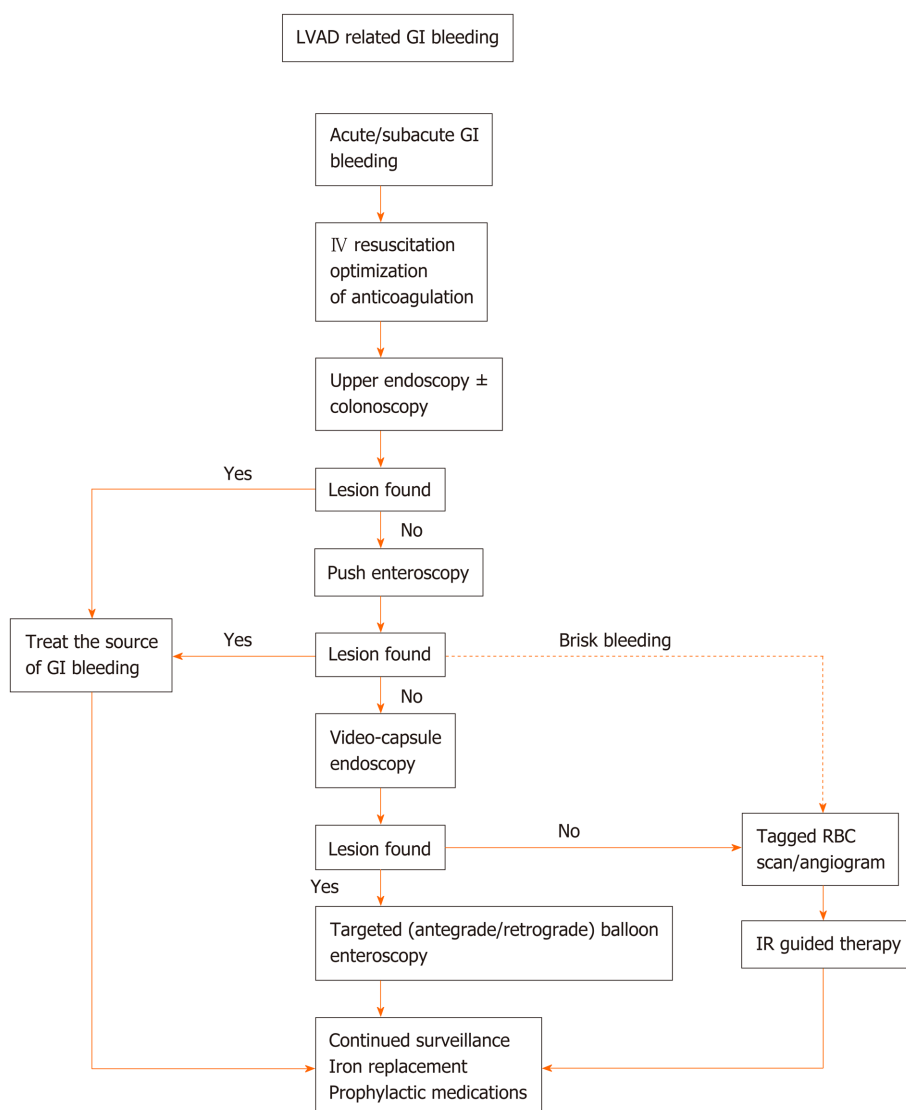 LVAD related GI bleeding
Acute/subacute GI
bleeding
Ⅳ resuscitation
optimization
of anticoagulation
Upper endoscopy ±
colonoscopy
Yes
Lesion found
No
Push enteroscopy
Treat the source
of GI bleeding
Yes
Lesion found
Brisk bleeding
No
Video-capsule
endoscopy
Lesion found
No
Tagged RBC
scan/angiogram
Yes
Targeted (antegrade/retrograde) balloon
enteroscopy
IR guided therapy
Continued surveillance
Iron replacement
Prophylactic medications